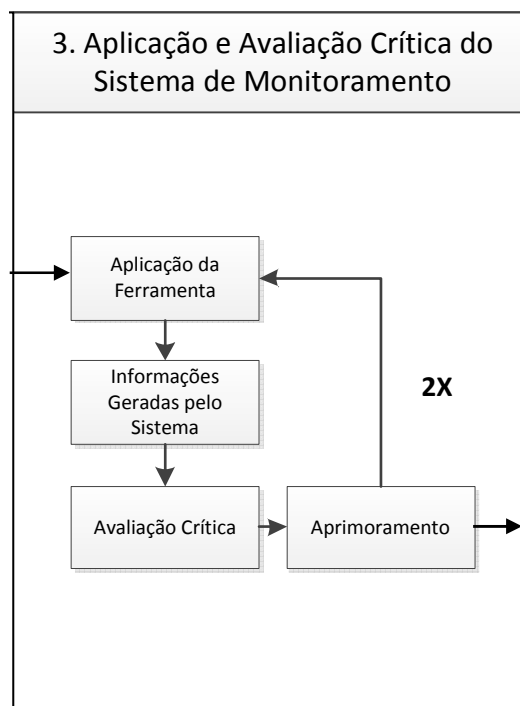 3. Aplicação e Avaliação Crítica do
Sistema de Monitoramento
Aplicação da
Ferramenta
Informações
Geradas pelo
Sistema
2X
Avaliação Crítica
Aprimoramento